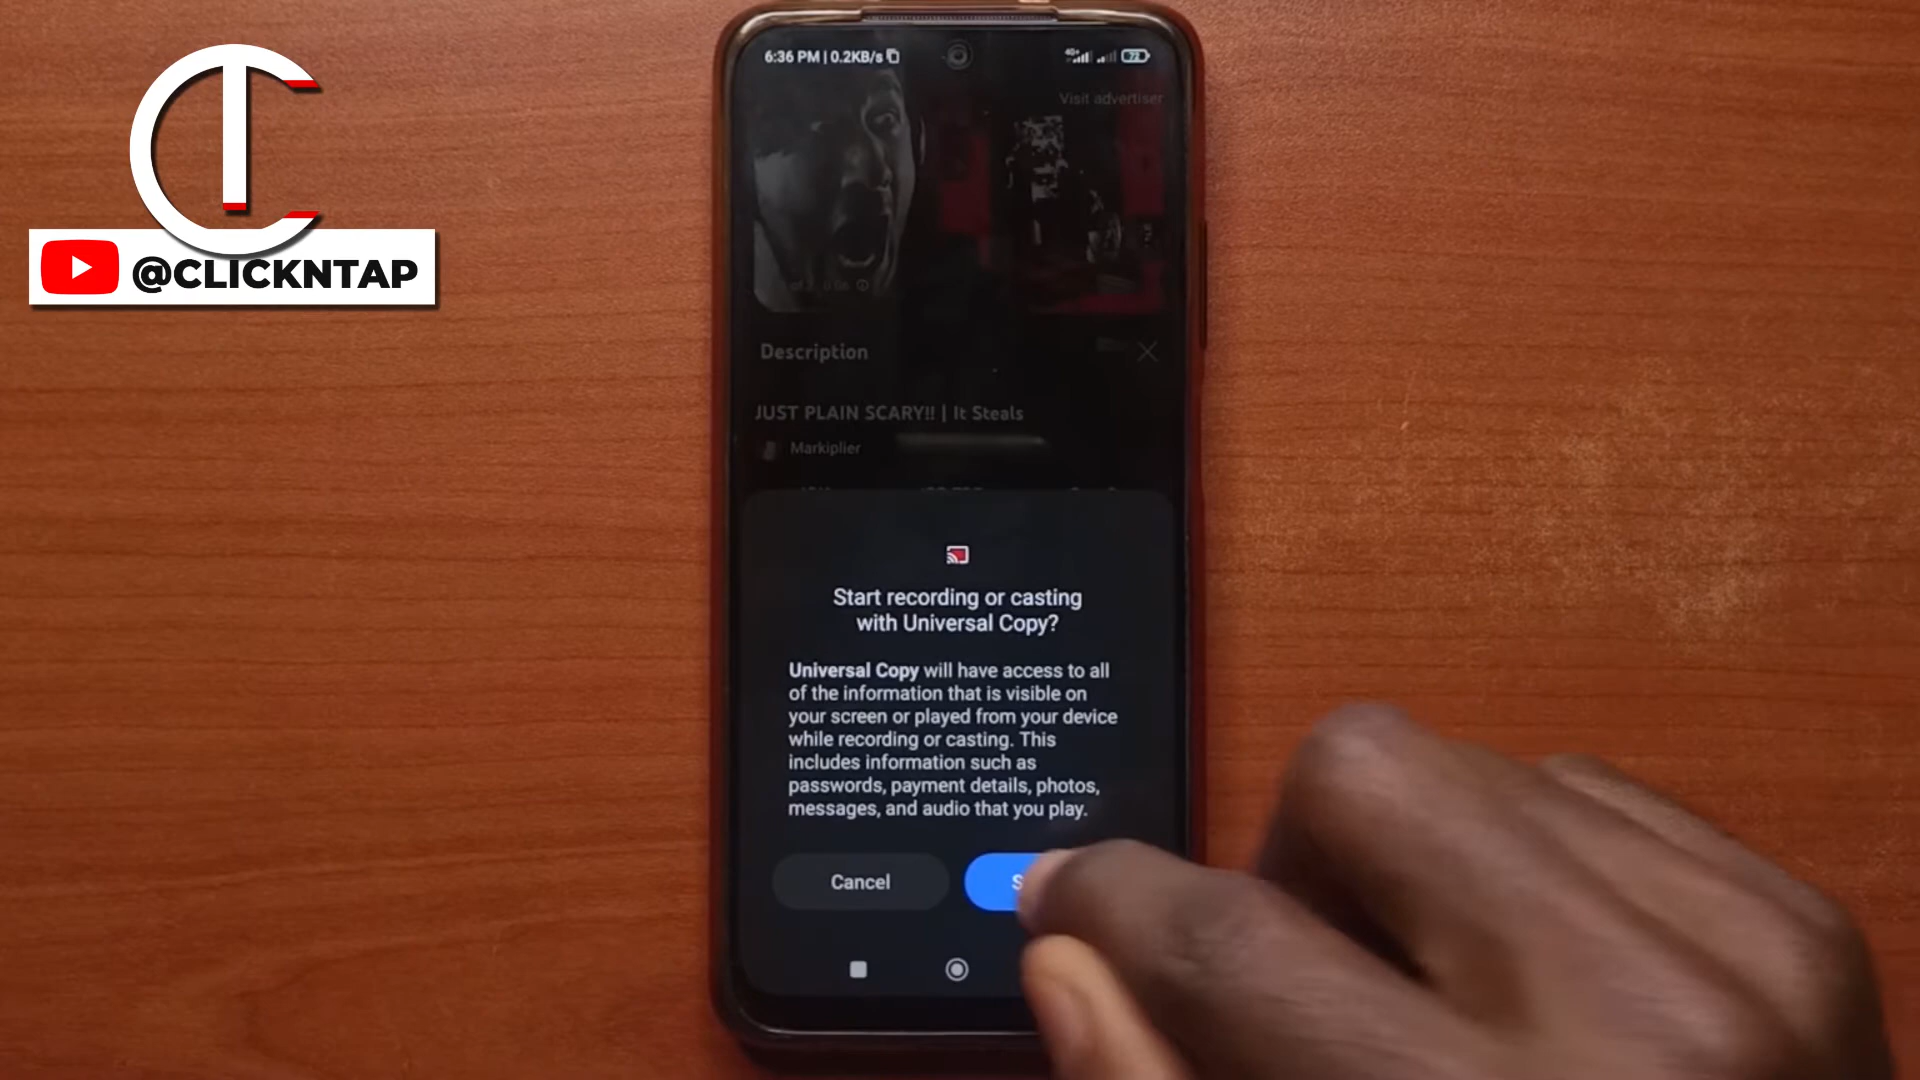 @CLICKNTAP
6:36 PM | 0.2KB/s
4G+
72
Visit advertiser
Description
JUST PLAIN SCARY!! | It Steals
Markiplier
Start recording or casting
with Universal Copy?
Universal Copy will have access to all
of the information that is visible on
your screen or played from your device
while recording or casting. This
includes information such as
passwords, payment details, photos,
messages, and audio that you play.
Cancel